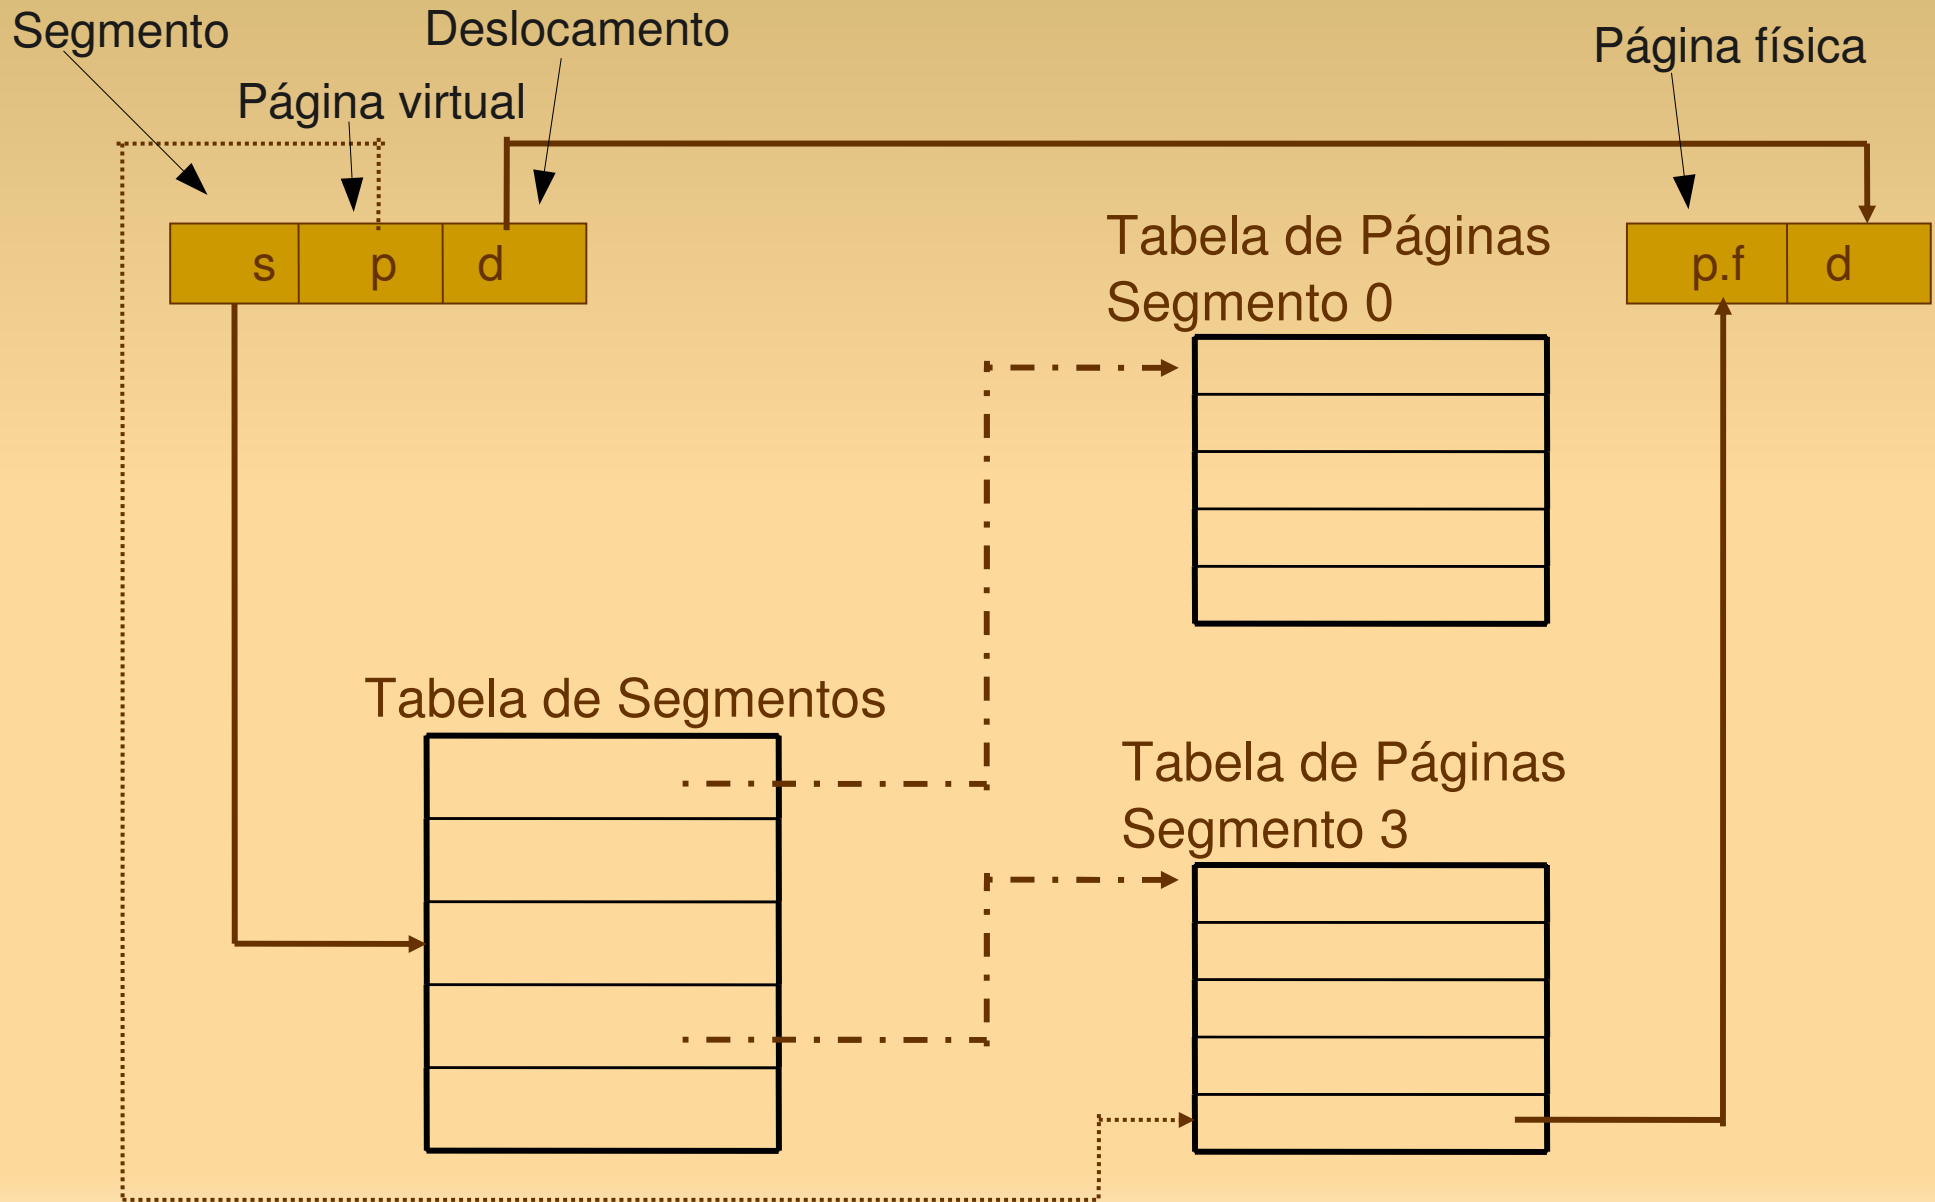 Segmento
Deslocamento
Página virtual
Página física
s p d
Tabela de Páginas
Segmento 0
p.f d
Tabela de Segmentos
Tabela de Páginas
Segmento 3